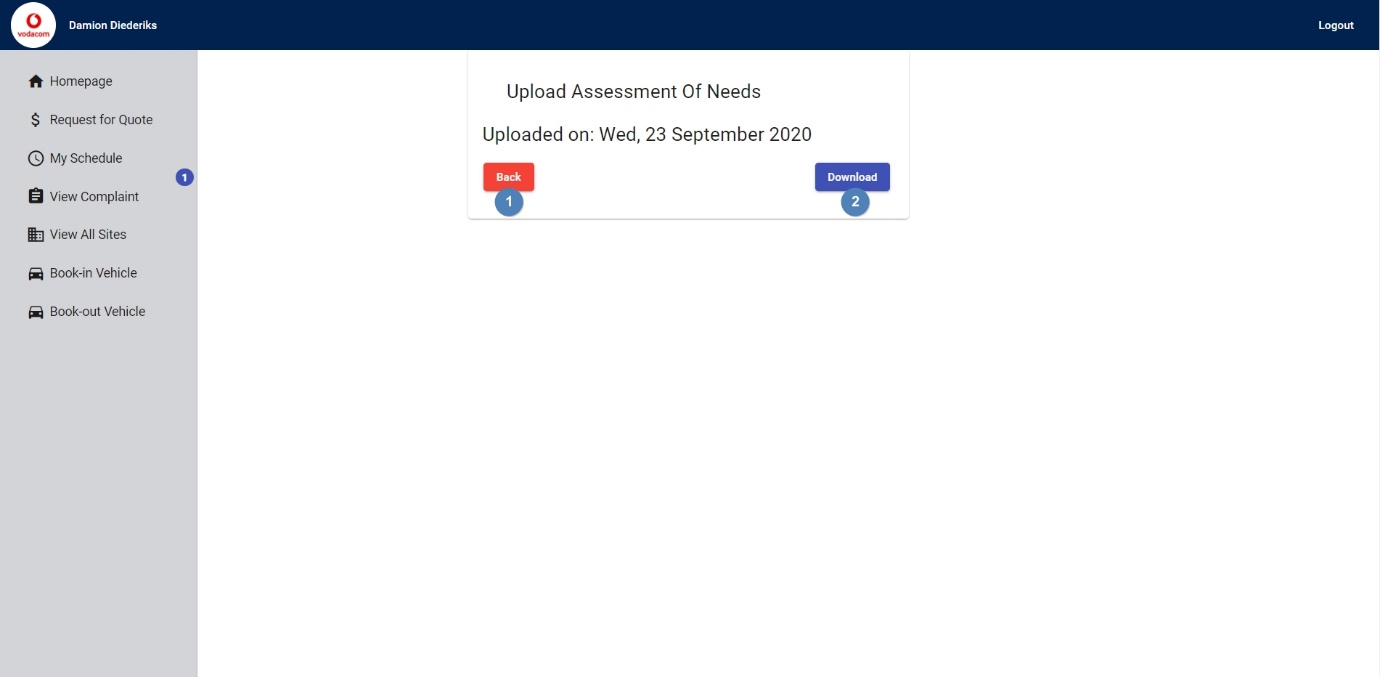 vodacom
Damion Diederiks
Logout
Homepage
Request for Quote
My Schedule
1
View Complaint
View All Sites
Book-in Vehicle
Book-out Vehicle
Upload Assessment Of Needs
Uploaded on: Wed, 23 September 2020
Back
Download
1
2